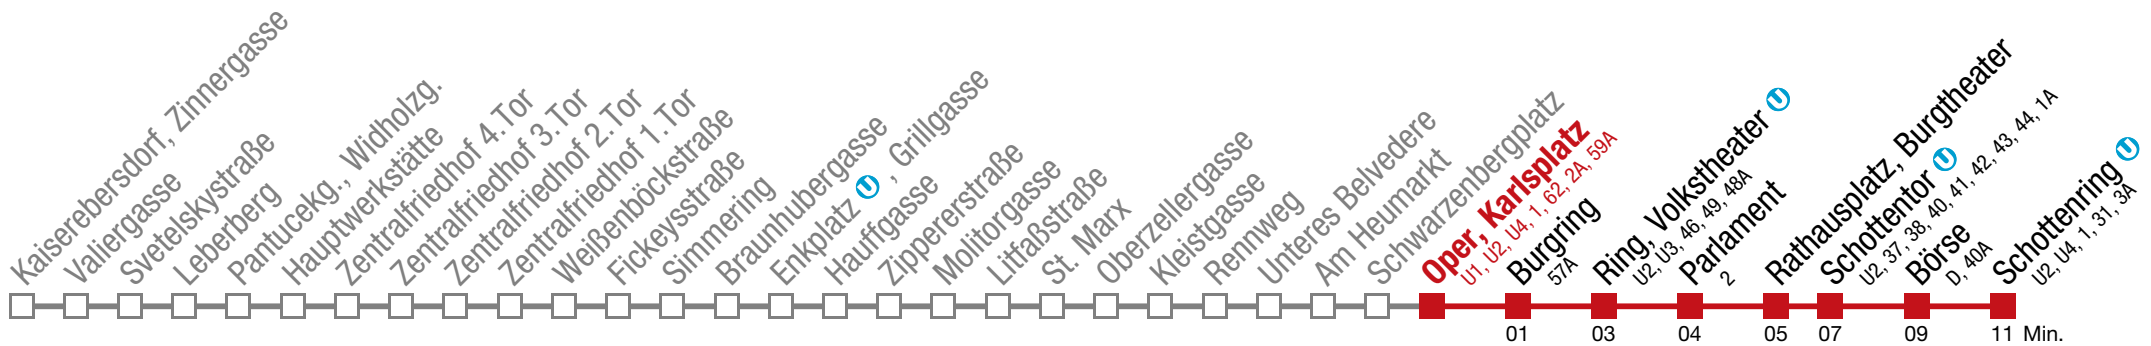 Kaiserebersdorf, Zinnergasse
Valiergasse
Svetelskystraße
Leberberg
Pantucekg., Widholzg.
Hauptwerkstätte
Zentralfriedhof 4.Tor
Zentralfriedhof 3.Tor
Zentralfriedhof 2.Tor
Zentralfriedhof 1.Tor
Weißenböckstraße
Fickeysstraße
Simmering
Braunhubergasse
Enkplatz U , Grillgasse
Hauffgasse
Zippererstraße
Molitorgasse
Litfaßstraße
St. Marx
Oberzellergasse
Kleistgasse
Rennweg
Unteres Belvedere
Am Heumarkt
Schwarzenbergplatz
Oper, Karlsplatz
U1, U2, U4, 1, 62, 2A, 59A
Burgring
57A
Ring, Volkstheater U
U2, U3, 46, 49, 48A
Parlament
2
Rathausplatz, Burgtheater
Schottentor U
U2, 37, 38, 40, 41, 42, 43, 44, 1A
Börse
D, 40A
Schottenring U
U2, U4, 1, 31, 3A
01 03 04 05 07 09 11 Min.